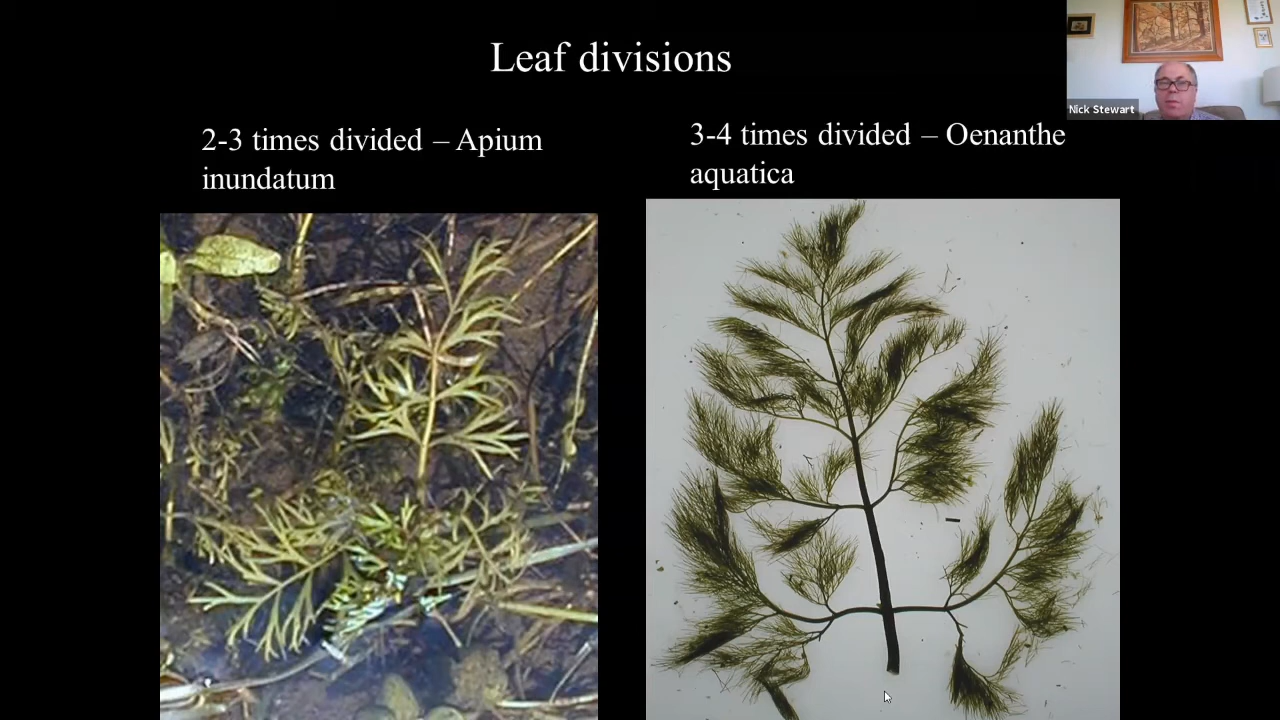 Leaf divisions
Nick Stewart
2-3 times divided – Apium
inundatum
3-4 times divided – Oenanthe
aquatica